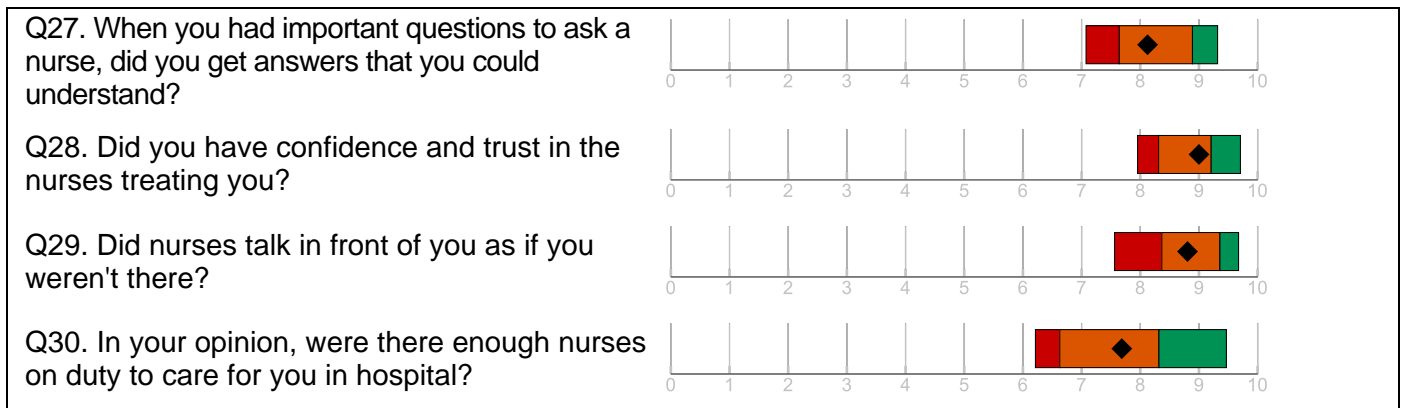 Q27. When you had important questions to ask a
nurse, did you get answers that you could
understand?
0 1 2 3 4 5 6 7 8 9 10
Q28. Did you have confidence and trust in the
nurses treating you?
0 1 2 3 4 5 6 7 8 9 10
Q29. Did nurses talk in front of you as if you
weren't there?
0 1 2 3 4 5 6 7 8 9 10
Q30. In your opinion, were there enough nurses
on duty to care for you in hospital?
0 1 2 3 4 5 6 7 8 9 10